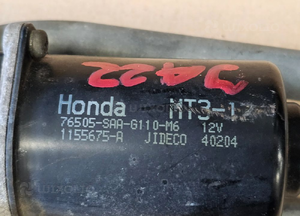 JA22
Honda MT3-1
76505-SAA-G110-M6 12V
1155675-A JIDECO 40204